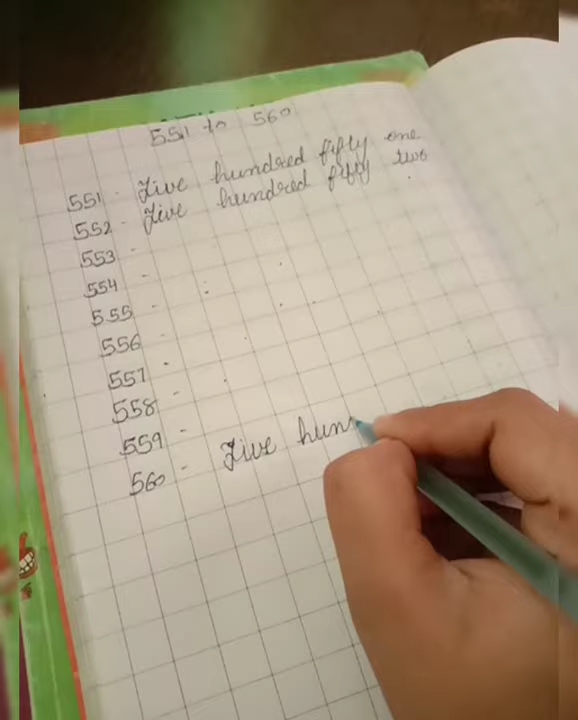 551 to 560
551 - Five hundred fifty one
552 - Five hundred fifty two
553 -
554 -
555 -
556 -
557 -
558 -
559 -
560 - Five hun